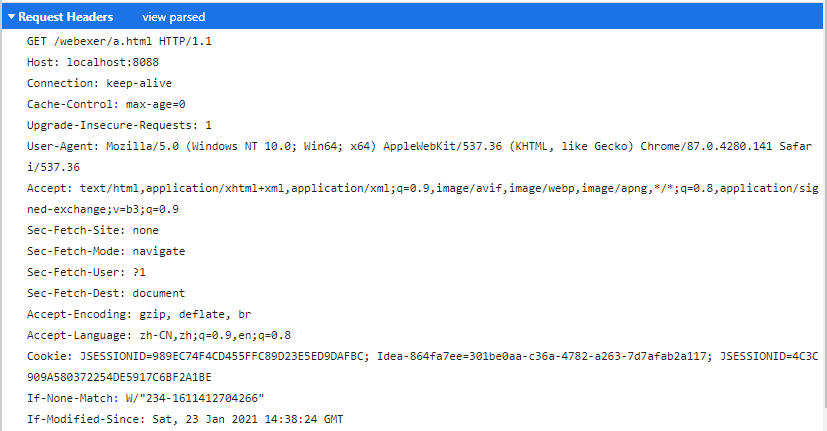 Request Headers view parsed
GET /webexer/a.html HTTP/1.1
Host: localhost:8088
Connection: keep-alive
Cache-Control: max-age=0
Upgrade-Insecure-Requests: 1
User-Agent: Mozilla/5.0 (Windows NT 10.0; Win64; x64) AppleWebKit/537.36 (KHTML, like Gecko) Chrome/87.0.4280.141 Safar
i/537.36
Accept: text/html,application/xhtml+xml,application/xml;q=0.9,image/avif,image/webp,image/apng,*/*;q=0.8,application/sig
ned-exchange;v=b3;q=0.9
Sec-Fetch-Site: none
Sec-Fetch-Mode: navigate
Sec-Fetch-User: ?1
Sec-Fetch-Dest: document
Accept-Encoding: gzip, deflate, br
Accept-Language: zh-CN,zh;q=0.9,en;q=0.8
Cookie: JSESSIONID=989EC74F4CD455FFC89D23E5ED9DAFBC; Idea-864fa7ee=301be0aa-c36a-4782-a263-7d7afab2a117; JSESSIONID=4C3C
909A580372254DE5917C6BF2A1BE
If-None-Match: W/"234-1611412704266"
If-Modified-Since: Sat, 23 Jan 2021 14:38:24 GMT